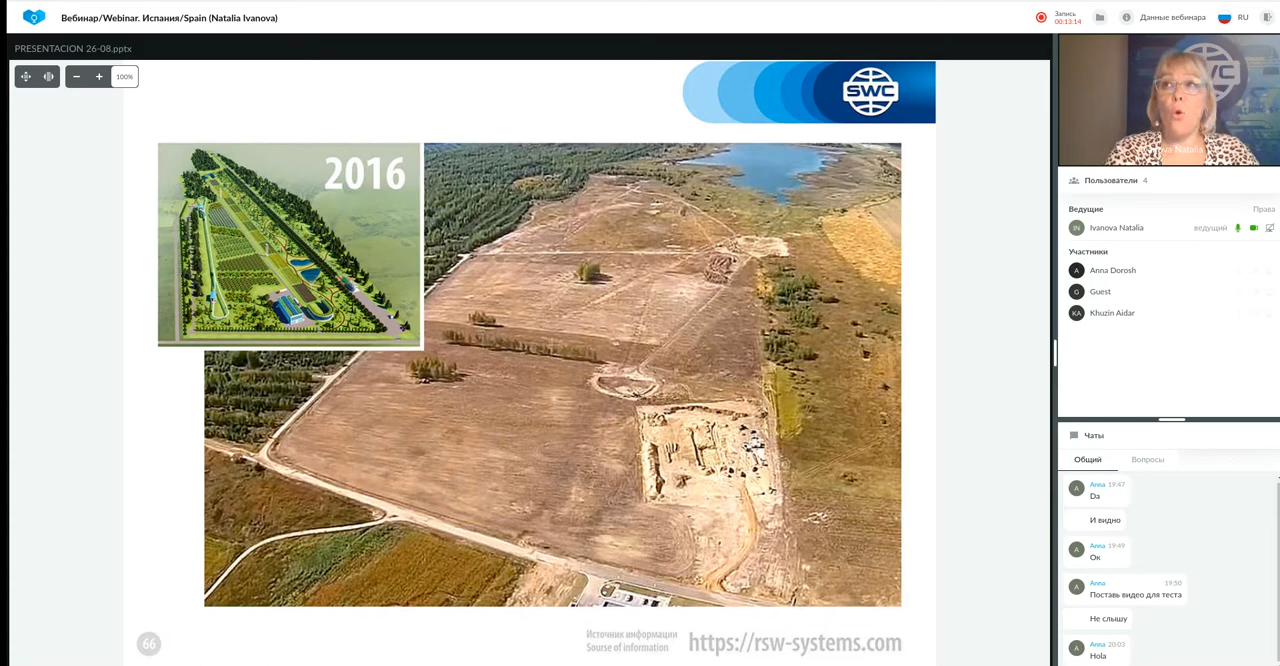 Вебинар/Webinar. Испания/Spain (Natalia Ivanova)
Запись
00:13:14
Данные вебинара
RU
PRESENTACION 26-08.pptx
100%
SWC
2016
66
Источник информации
Sourse of information
https://rsw-systems.com
Natalia
Пользователи 4
Ведущие
Права
IN
Ivanova Natalia
ведущий
Участники
A
Anna Dorosh
G
Guest
KA
Khuzin Aidar
Чаты
Общий
Вопросы
A
Anna 19:47
Da
И видно
A
Anna 19:49
Ок
A
Anna 19:50
Поставь видео для теста
Не слышу
A
Anna 20:03
Hola